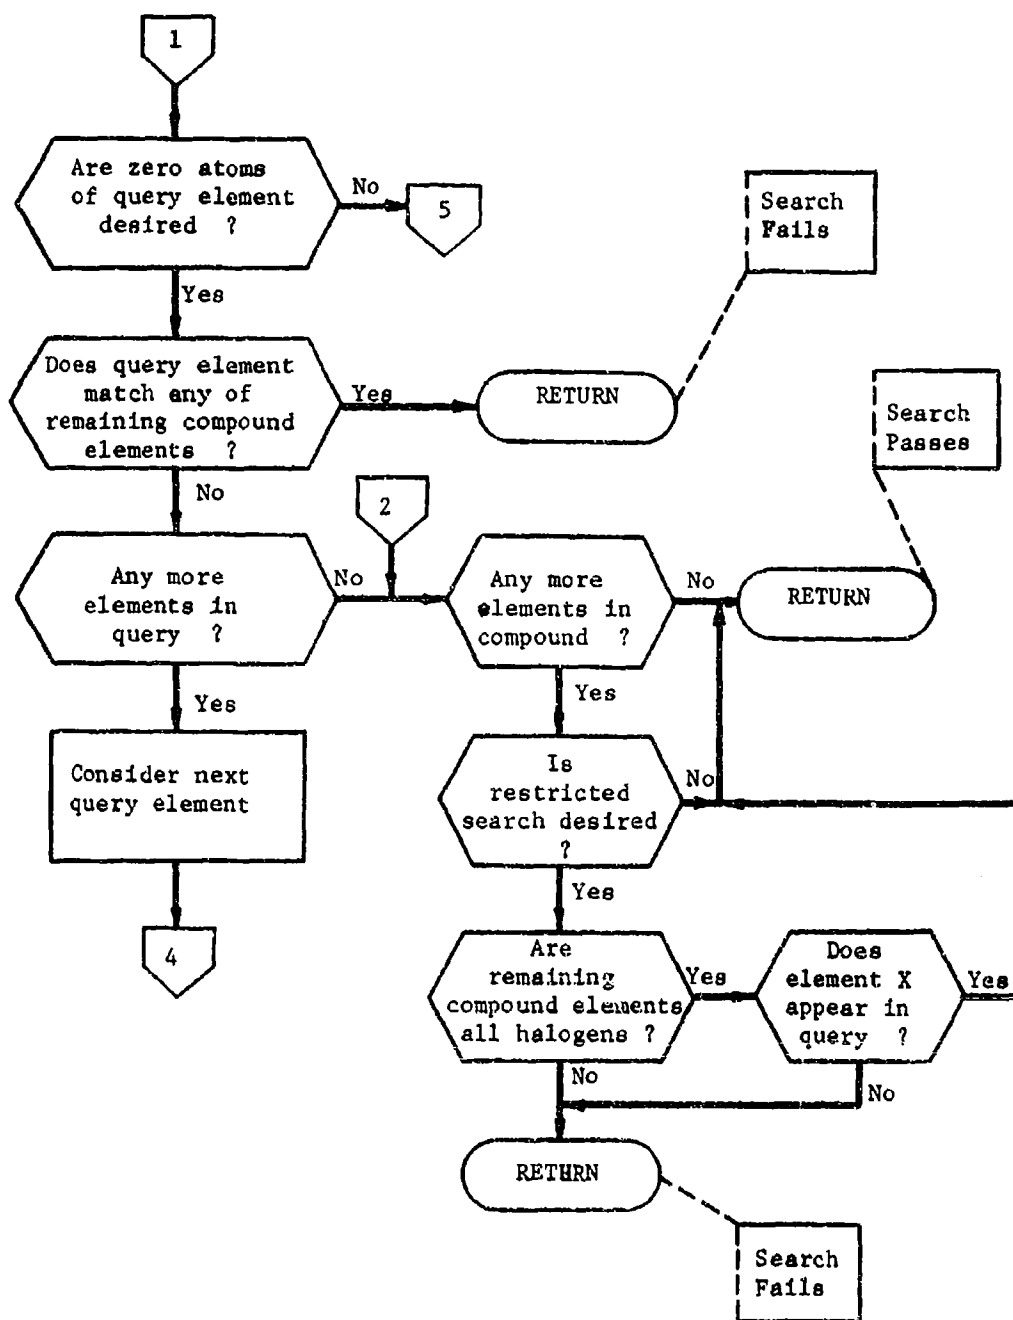 1
Are zero atoms
of query element
desired ?
No
5
Yes
Search
Fails
Does query element
match any of
remaining compound
elements ?
Yes
RETURN
Search
Passes
No
2
Any more
elements in
query ?
No
Any more
elements in
compound ?
No
RETURN
Yes
Yes
Consider next
query element
Is
restricted
search desired
?
No
Yes
4
Are
remaining
compound elements
all halogens ?
Yes
Does
element X
appear in
query ?
Yes
No
No
RETURN
Search
Fails